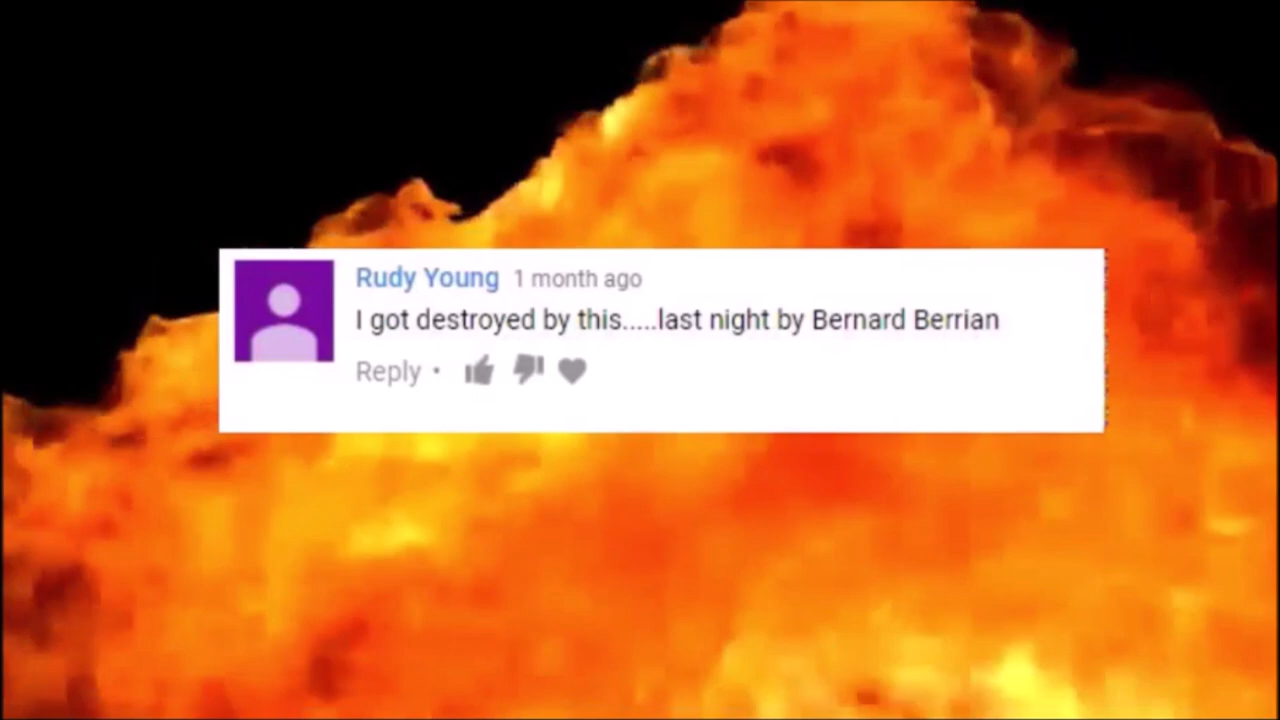 Rudy Young 1 month ago
I got destroyed by this.....last night by Bernard Berrian
Reply •